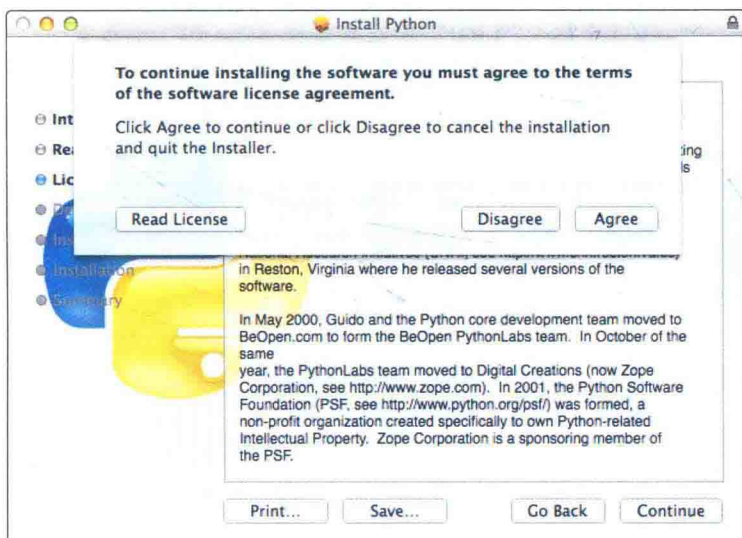 Install Python
To continue installing the software you must agree to the terms
of the software license agreement.
Click Agree to continue or click Disagree to cancel the installation
and quit the Installer.
Read License
Disagree
Agree
Int
Rea
Lic
Installation
Summary
ing
ls
in Reston, Virginia where he released several versions of the
software.
In May 2000, Guido and the Python core development team moved to
BeOpen.com to form the BeOpen PythonLabs team. In October of the
same
year, the PythonLabs team moved to Digital Creations (now Zope
Corporation, see http://www.zope.com). In 2001, the Python Software
Foundation (PSF, see http://www.python.org/psf/) was formed, a
non-profit organization created specifically to own Python-related
Intellectual Property. Zope Corporation is a sponsoring member of
the PSF.
Print...
Save...
Go Back
Continue